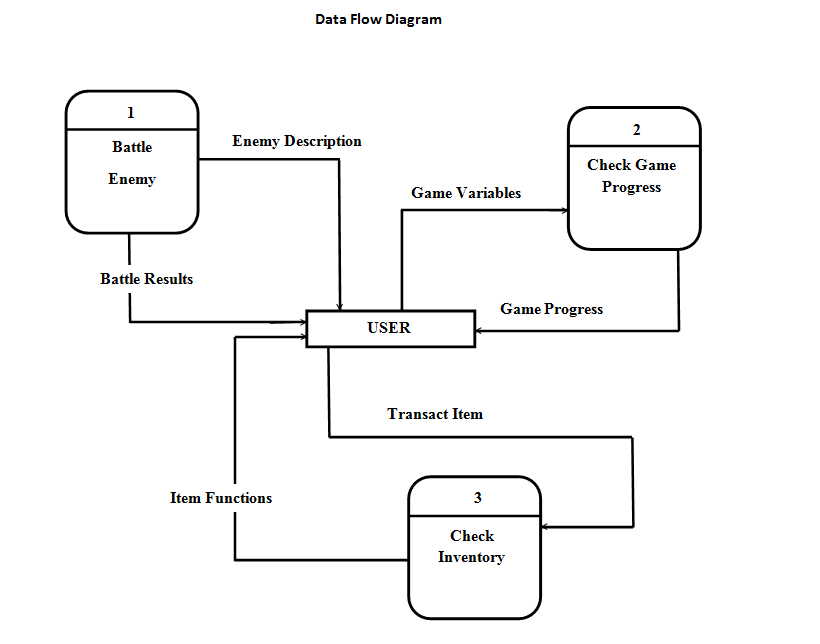 Data Flow Diagram
1
Battle
Enemy
Enemy Description
2
Check Game
Progress
Game Variables
Battle Results
Game Progress
USER
Transact Item
Item Functions
3
Check
Inventory